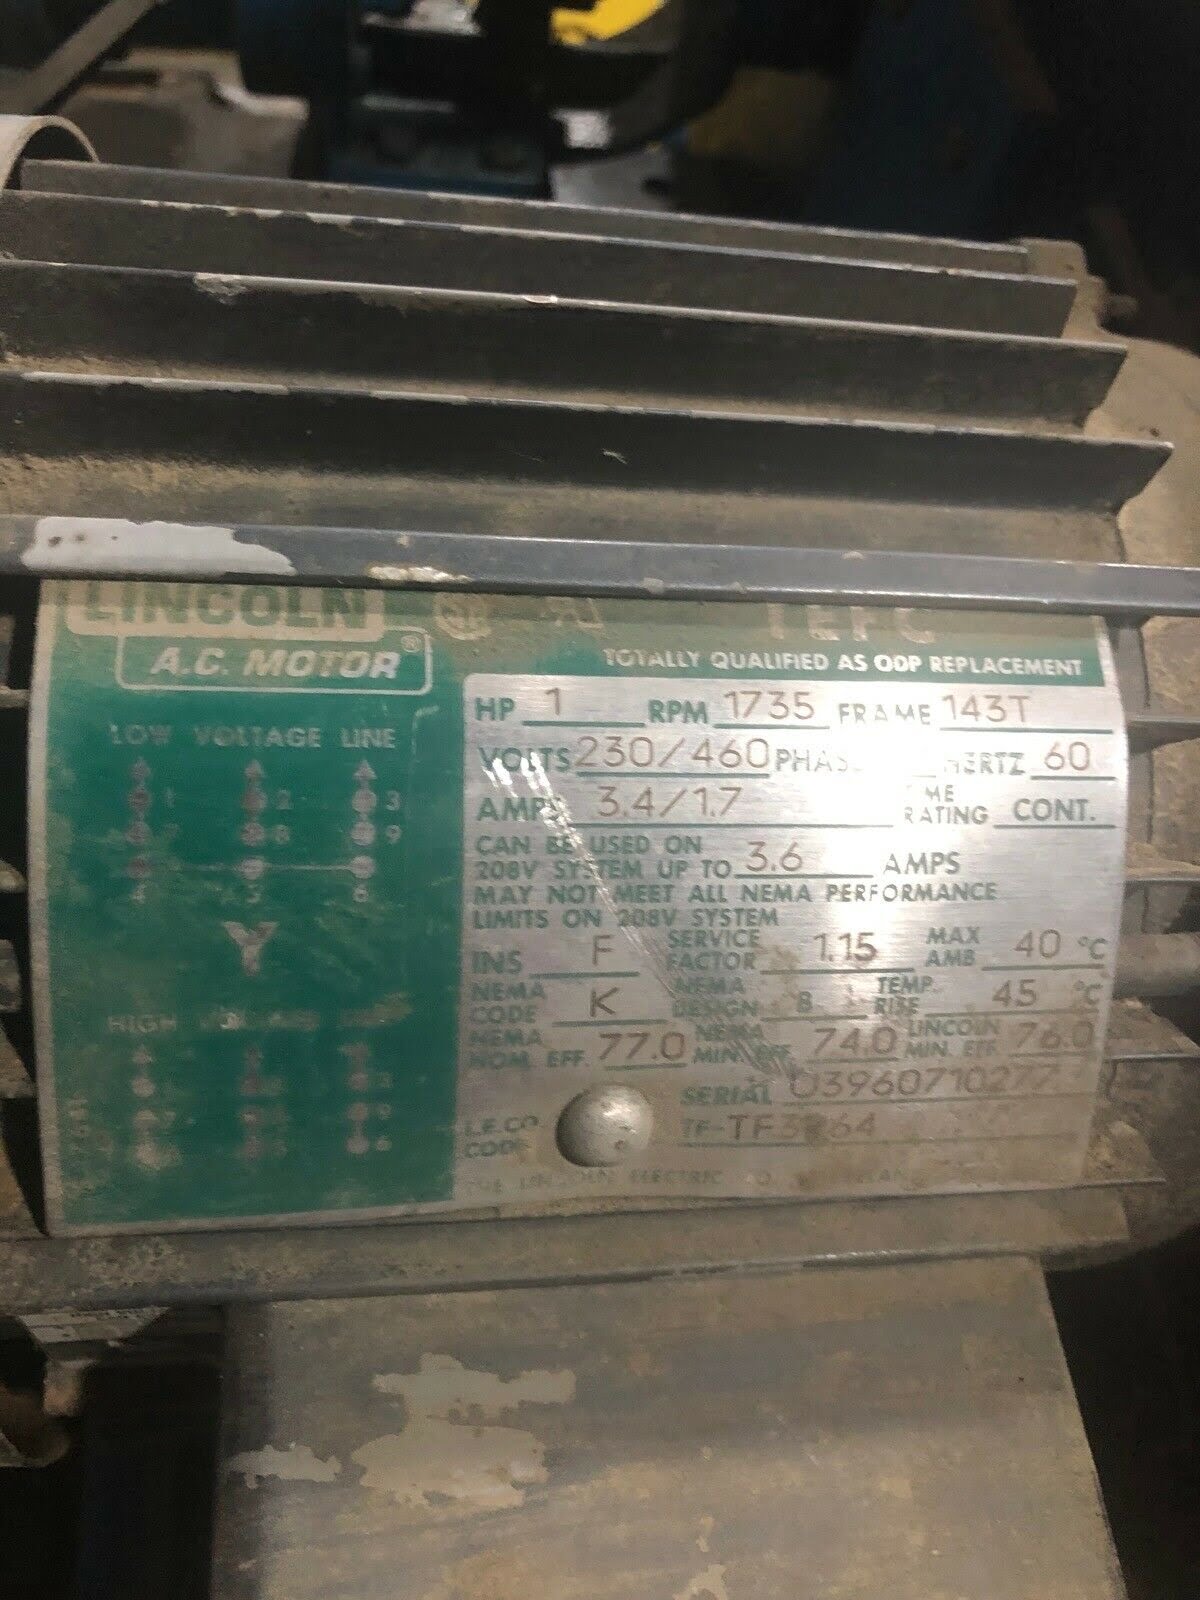 LINCOLN
A.C. MOTOR ®
TEFC
TOTALLY QUALIFIED AS ODP REPLACEMENT
LOW VOLTAGE LINE
1 2 3
7 8 9
4 5 6
Y
HIGH
HP 1 RPM 1735 FRAME 143T
VOLTS 230/460 HERTZ 60
AMPS 3.4/1.7 RATING CONT.
CAN BE USED ON
208V SYSTEM UP TO 3.6 AMPS
MAY NOT MEET ALL NEMA PERFORMANCE
LIMITS ON 208V SYSTEM
INS F SERVICE FACTOR 1.15 MAX AMB 40 °C
NEMA CODE K NEMA DESIGN B TEMP. RISE 45 °C
NEMA NOM. EFF. 77.0 NEMA MIN. EFF. 74.0 LINCOLN MIN. EFF. 76.0
SERIAL
L.E.CO. CODE TF-
THE LINCOLN ELECTRIC